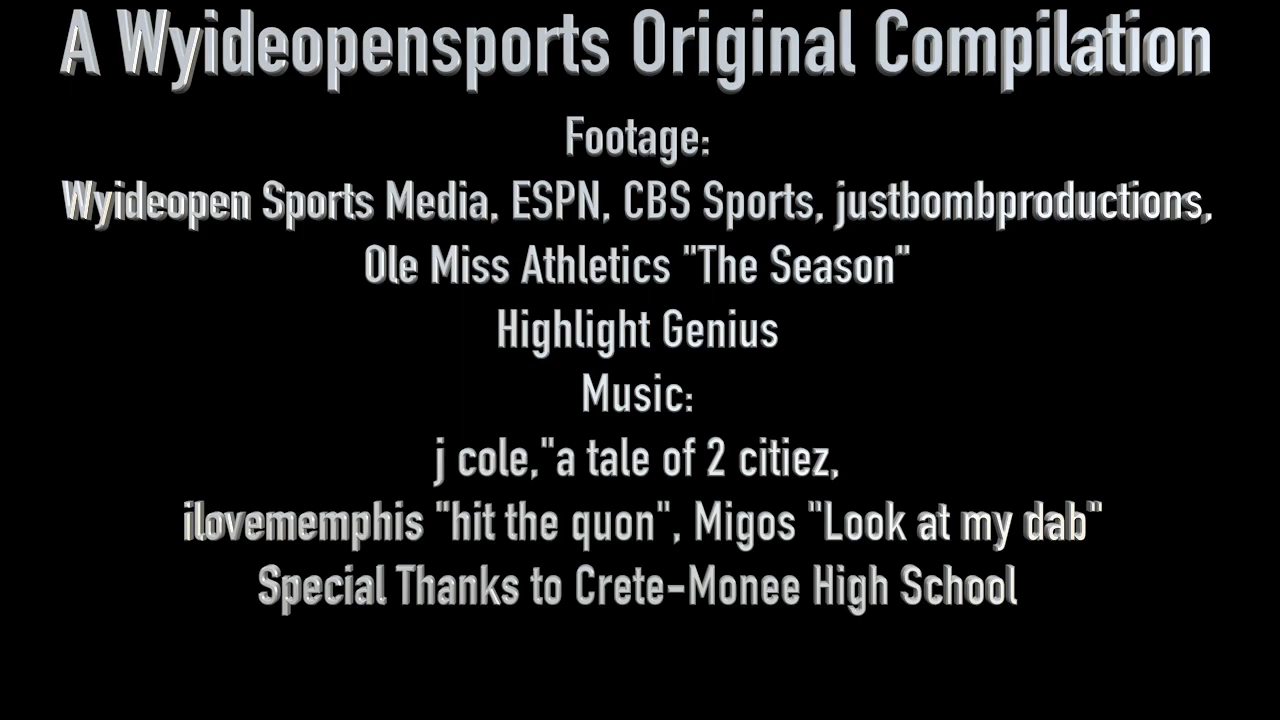 A Wyideopensports Original Compilation
Footage:
Wyideopen Sports Media, ESPN, CBS Sports, justbombproductions,
Ole Miss Athletics "The Season"
Highlight Genius
Music:
j cole,"a tale of 2 citiez,
ilovememphis "hit the quon", Migos "Look at my dab"
Special Thanks to Crete-Monee High School